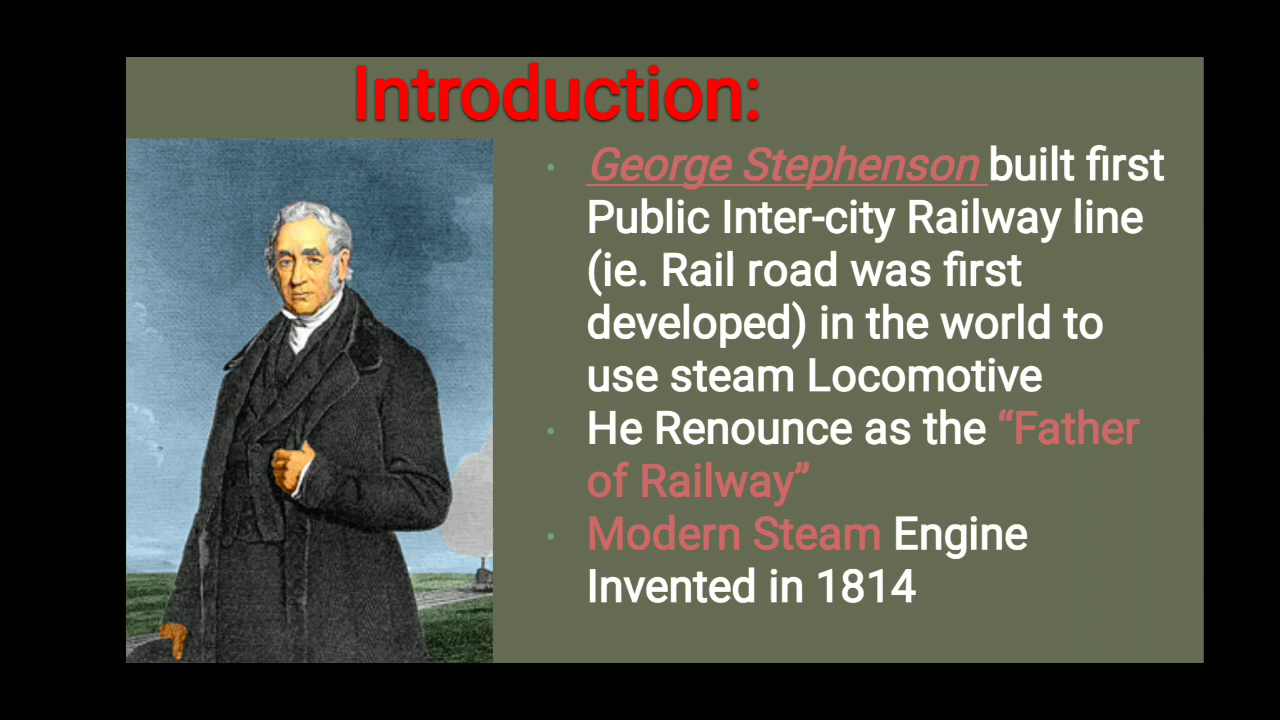 Introduction:
George Stephenson built first
Public Inter-city Railway line
(ie. Rail road was first
developed) in the world to
use steam Locomotive
He Renounce as the “Father
of Railway”
Modern Steam Engine
Invented in 1814